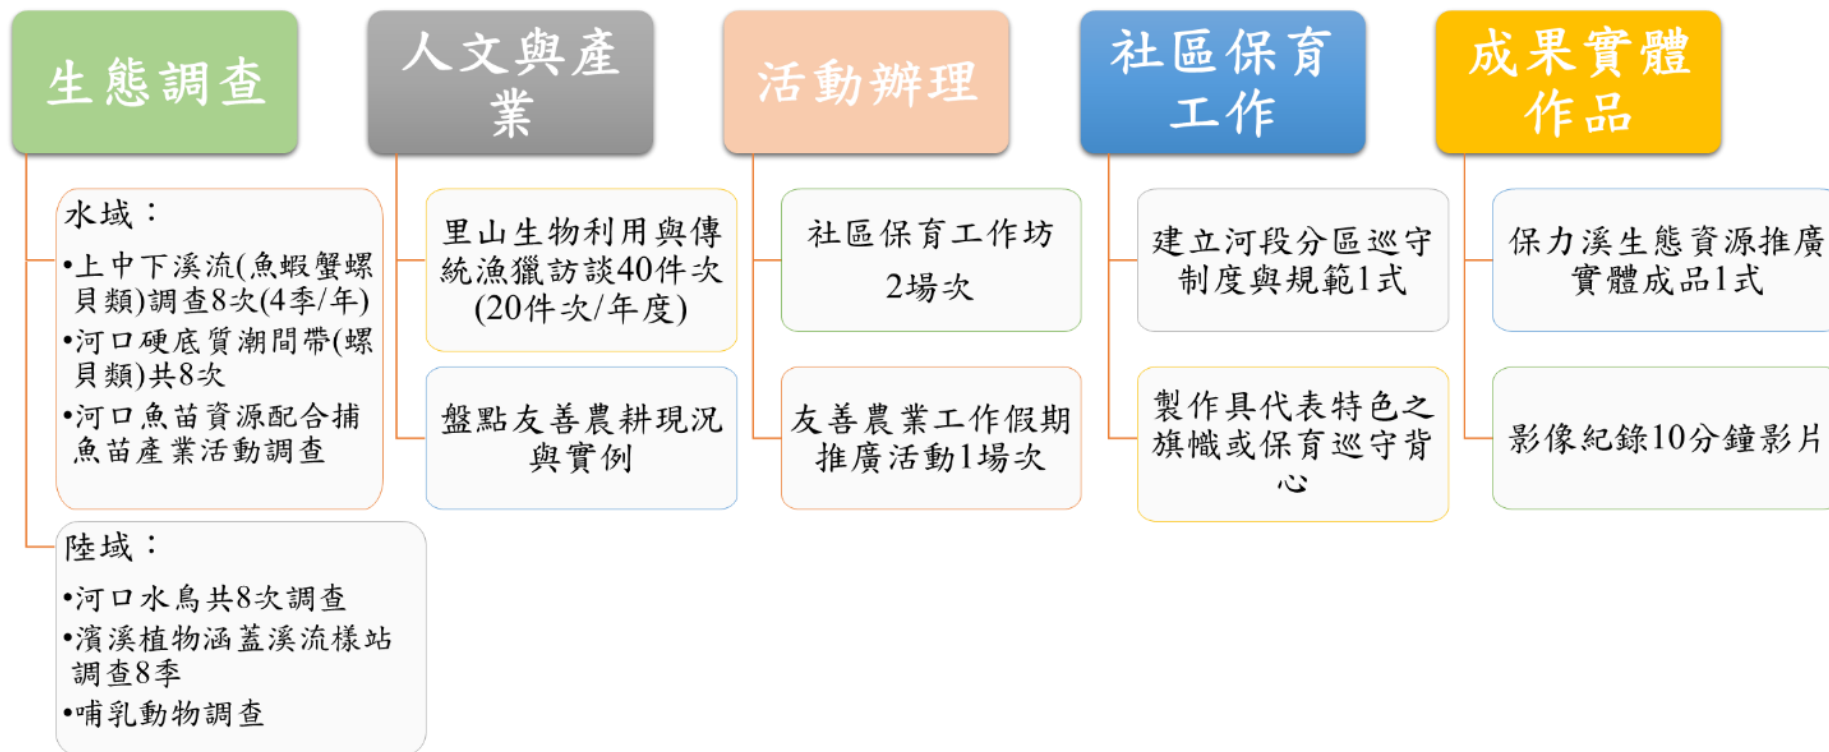 生態調查
水域：
•上中下溪流(魚蝦蟹螺
貝類)調查8次(4季/年)
•河口硬底質潮間帶(螺
貝類)共8次
•河口魚苗資源配合捕
魚苗產業活動調查
陸域：
•河口水鳥共8次調查
•濱溪植物涵蓋溪流樣站
調查8季
•哺乳動物調查
人文與產
業
里山生物利用與傳
統漁獵訪談40件次
(20件次/年度)
盤點友善農耕現況
與實例
活動辦理
社區保育工作坊
2場次
友善農業工作假期
推廣活動1場次
社區保育
工作
建立河段分區巡守
制度與規範1式
製作具代表特色之
旗幟或保育巡守背
心
成果實體
作品
保力溪生態資源推廣
實體成品1式
影像紀錄10分鐘影片